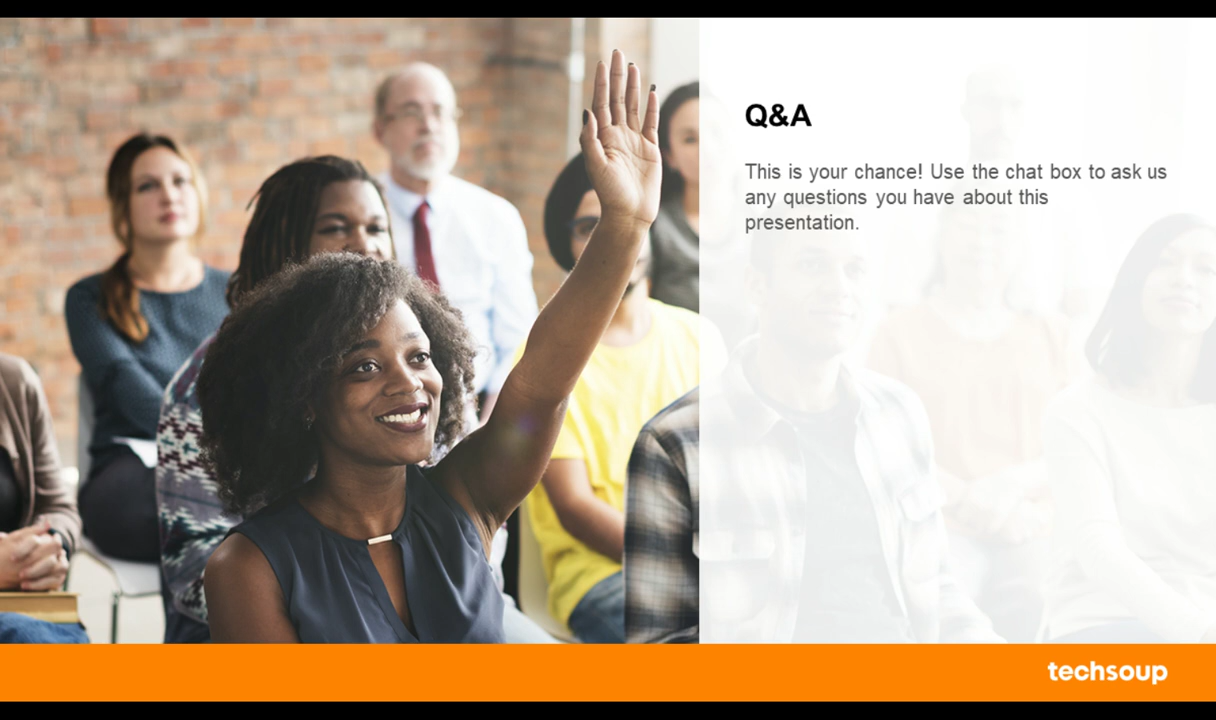 Q&A
This is your chance! Use the chat box to ask us
any questions you have about this
presentation.
techsoup